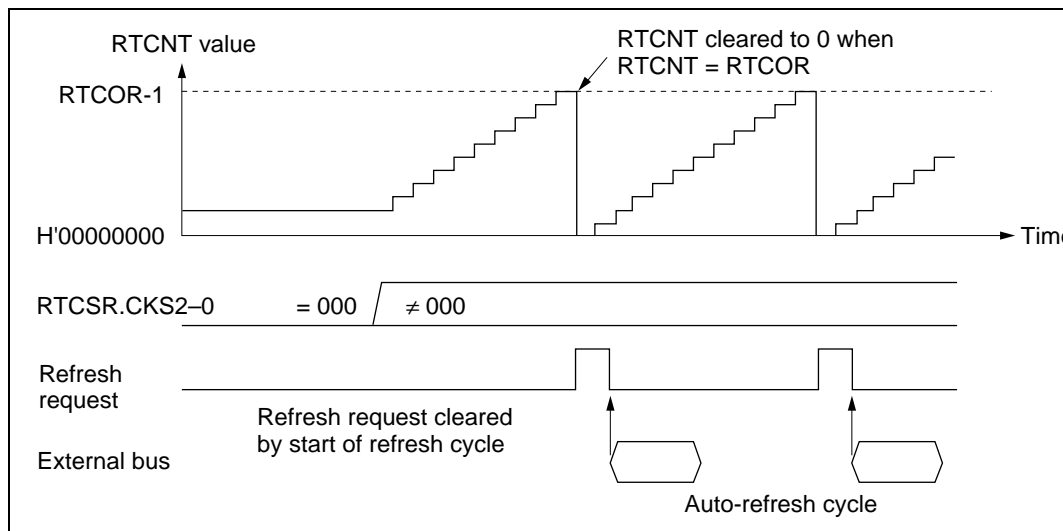 RTCNT value
RTCNT cleared to 0 when
RTCNT = RTCOR
RTCOR-1
H'00000000
Time
RTCSR.CKS2–0 = 000 ≠ 000
Refresh
request
Refresh request cleared
by start of refresh cycle
External bus
Auto-refresh cycle